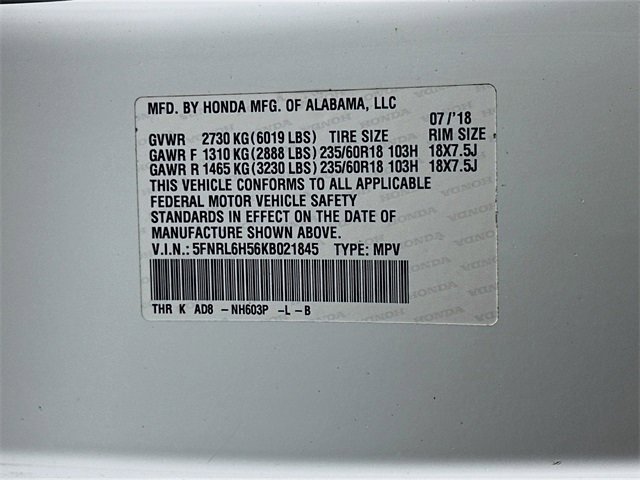 MFD. BY HONDA MFG. OF ALABAMA, LLC 07/'18
GVWR 2730 KG (6019 LBS) TIRE SIZE RIM SIZE
GAWR F 1310 KG (2888 LBS) 235/60R18 103H 18X7.5J
GAWR R 1465 KG (3230 LBS) 235/60R18 103H 18X7.5J
THIS VEHICLE CONFORMS TO ALL APPLICABLE
FEDERAL MOTOR VEHICLE SAFETY
STANDARDS IN EFFECT ON THE DATE OF
MANUFACTURE SHOWN ABOVE.
V.I.N.: 5FNRL6H56KB021845 TYPE: MPV
THR K AD8 - NH603P - L - B